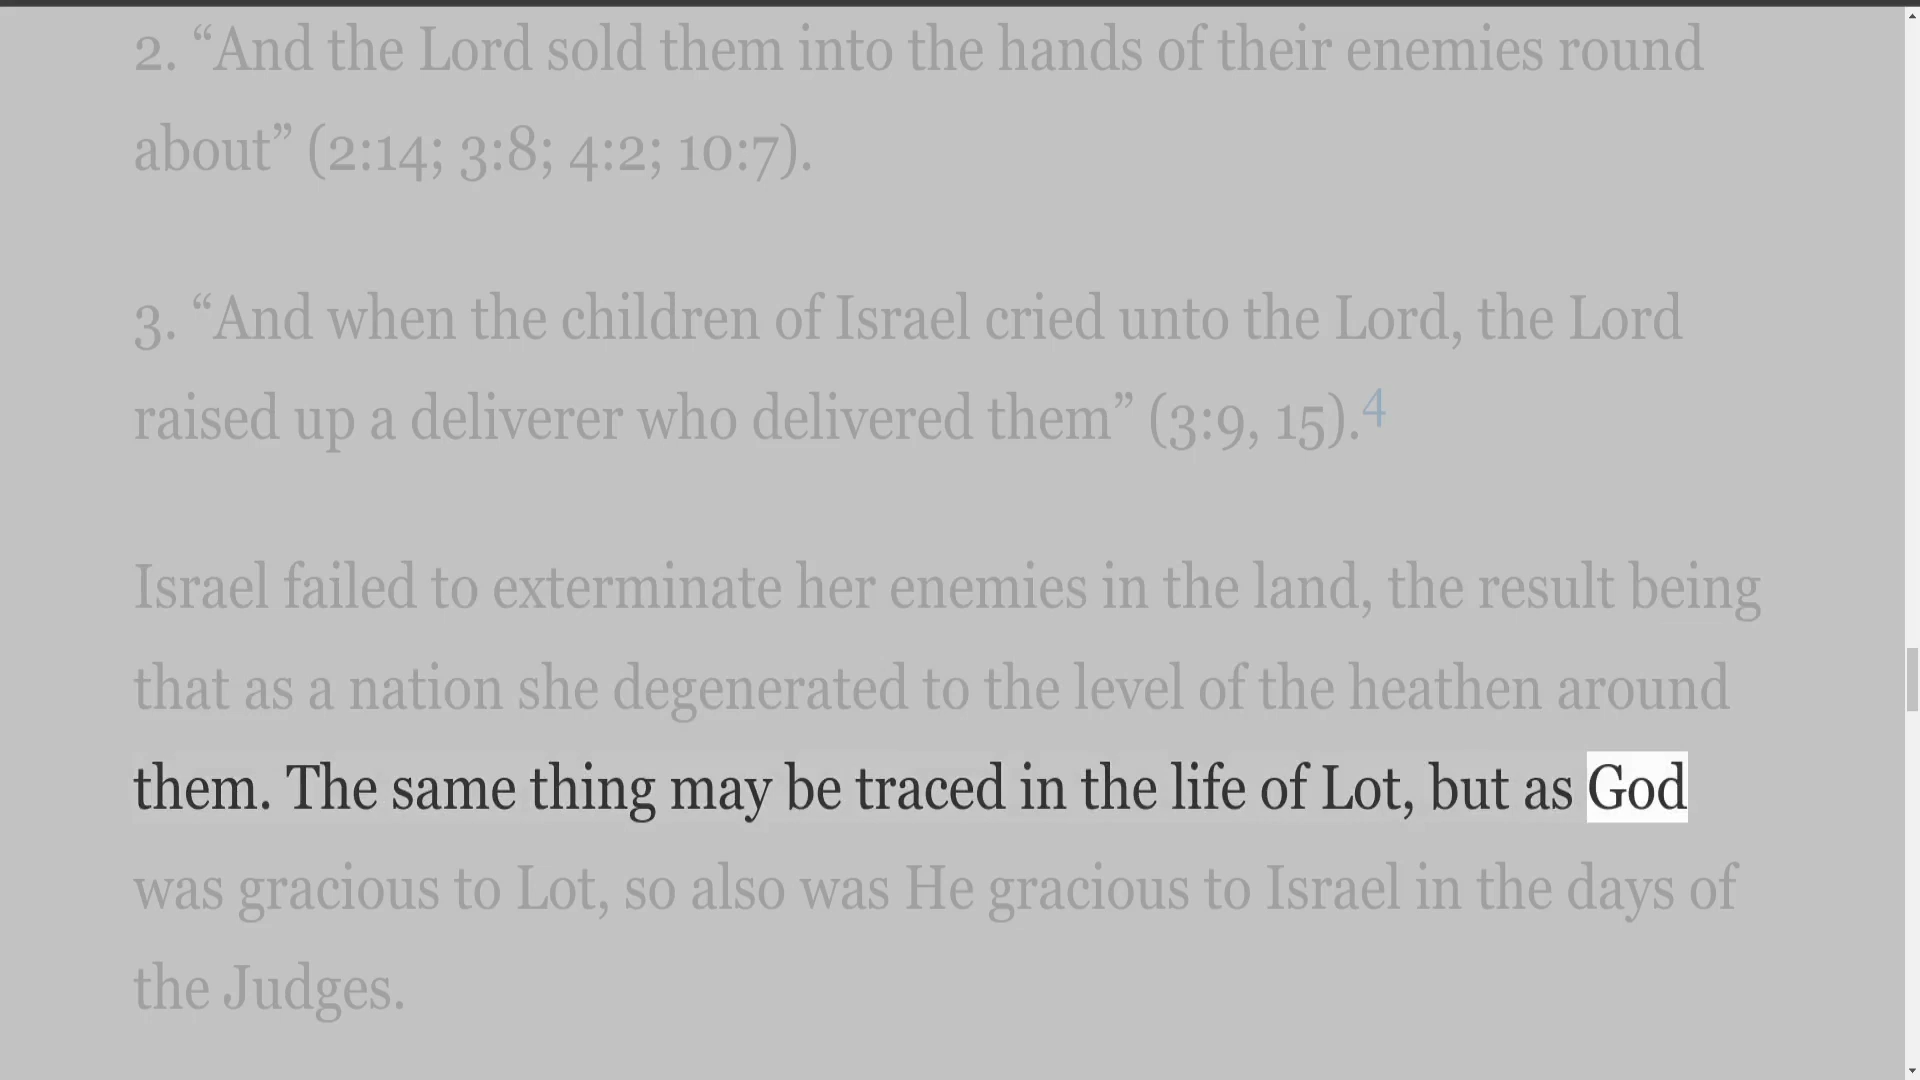 2. “And the Lord sold them into the hands of their enemies round
about” (2:14; 3:8; 4:2; 10:7).
3. “And when the children of Israel cried unto the Lord, the Lord
raised up a deliverer who delivered them” (3:9, 15).4
Israel failed to exterminate her enemies in the land, the result being
that as a nation she degenerated to the level of the heathen around
them. The same thing may be traced in the life of Lot, but as God
was gracious to Lot, so also was He gracious to Israel in the days of
the Judges.